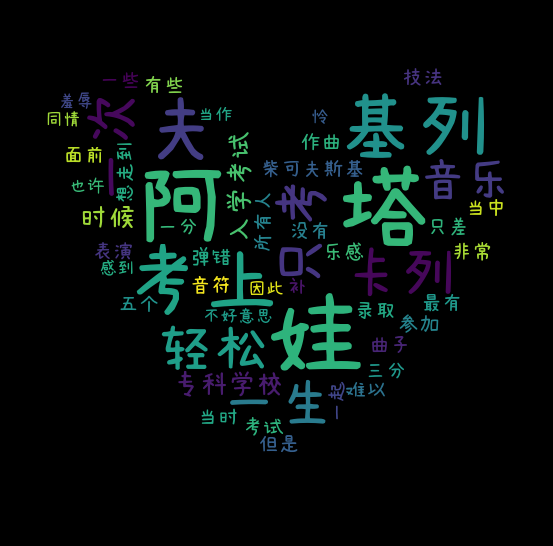 技法
一些
有些
羞辱
次
夫
基列
当作
怜
同情
作曲
面前
想走到
阿
入学考试
柴可夫斯基
音乐
也许
考
塔
当中
时候
一
一分
所有人
没有
只差
表演
感到
弹错
只
乐感
卡列
非常
考上
音符
因此
补
五个
不好意思
录取
最有
轻松
娃
参加
曲子
专科学校
三分
一生
难以
当时
考试
但是